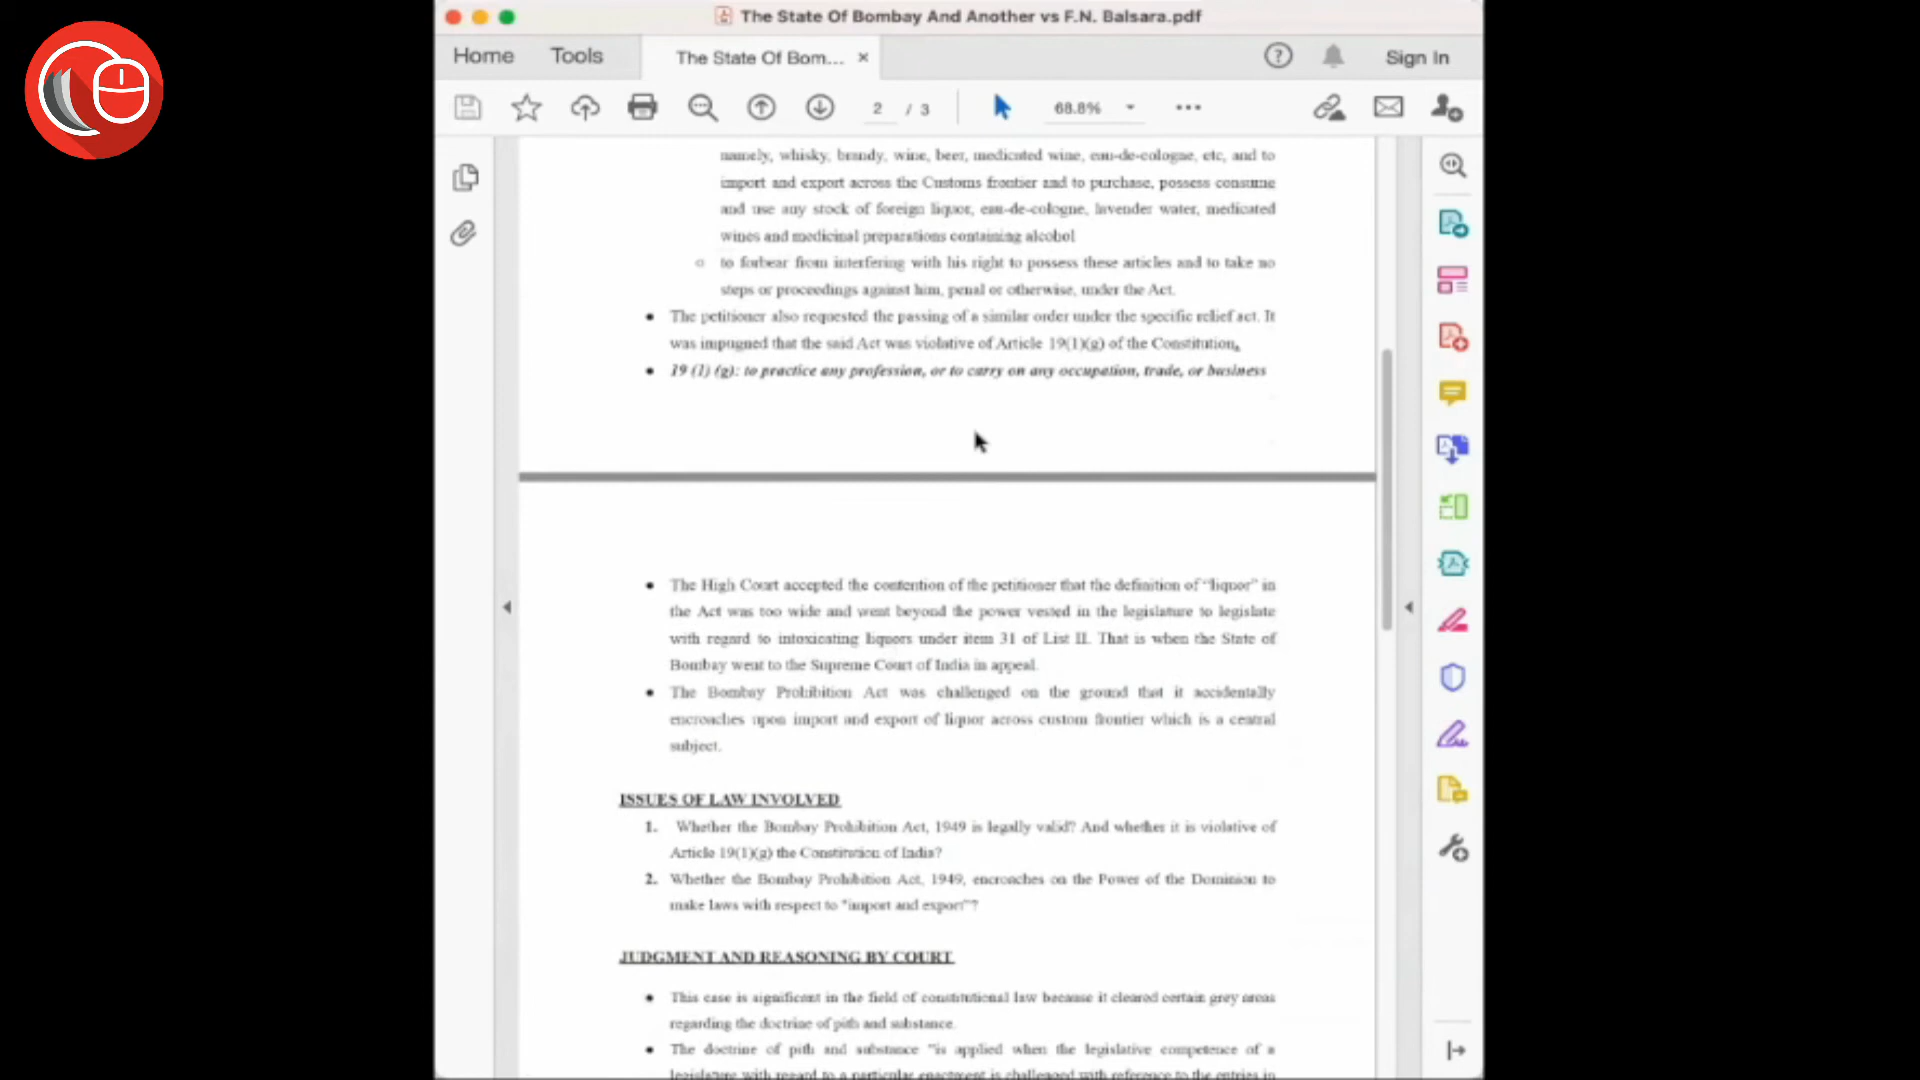 The State Of Bombay And Another vs F.N. Balsara.pdf
Home Tools The State Of Bom... × Sign In
2 / 3 68.8%
namely, whisky, brandy, wine, beer, medicated wine, eau-de-cologne, etc, and to
import and export across the Customs frontier and to purchase, possess consume
and use any stock of foreign liquor, eau-de-cologne, lavender water, medicated
wines and medicinal preparations containing alcohol
o to forbear from interfering with his right to possess these articles and to take no
steps or proceedings against him, penal or otherwise, under the Act.
• The petitioner also requested the passing of a similar order under the specific relief act. It
was impugned that the said Act was violative of Article 19(1)(g) of the Constitution.
• 19 (1) (g): to practice any profession, or to carry on any occupation, trade, or business
• The High Court accepted the contention of the petitioner that the definition of "liquor" in
the Act was too wide and went beyond the power vested in the legislature to legislate
with regard to intoxicating liquors under item 31 of List II. That is when the State of
Bombay went to the Supreme Court of India in appeal.
• The Bombay Prohibition Act was challenged on the ground that it accidentally
encroaches upon import and export of liquor across custom frontier which is a central
subject.
ISSUES OF LAW INVOLVED
1. Whether the Bombay Prohibition Act, 1949 is legally valid? And whether it is violative of
Article 19(1)(g) the Constitution of India?
2. Whether the Bombay Prohibition Act, 1949, encroaches on the Power of the Dominion to
make laws with respect to "import and export"?
JUDGMENT AND REASONING BY COURT
• This case is significant in the field of constitutional law because it cleared certain grey areas
regarding the doctrine of pith and substance.
• The doctrine of pith and substance "is applied when the legislative competence of a
legislature with regard to a particular enactment is challenged with reference to the entries in